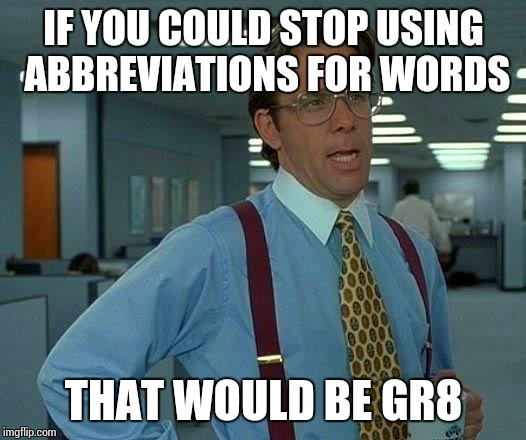 IF YOU COULD STOP USING
ABBREVIATIONS FOR WORDS
THAT WOULD BE GR8
imgflip.com